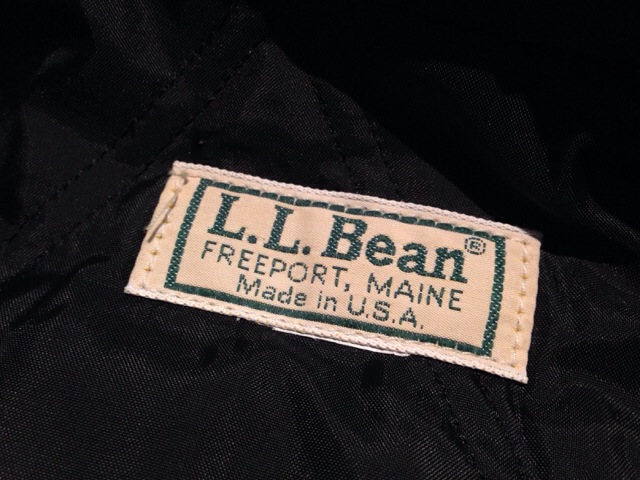 L.L.Bean®
FREEPORT, MAINE
Made in U.S.A.